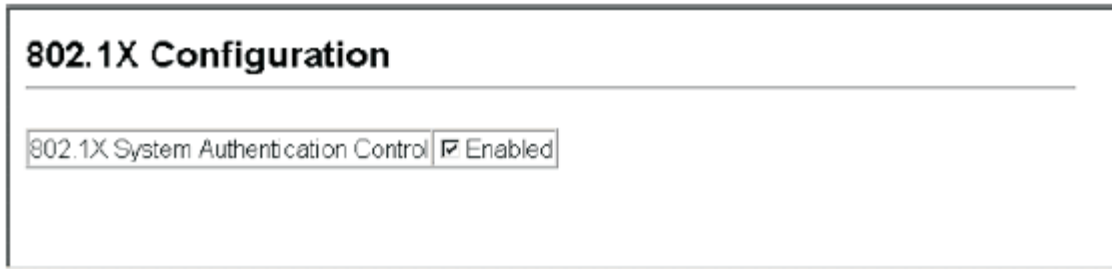 802.1X Configuration
802.1X System Authentication Control Enabled